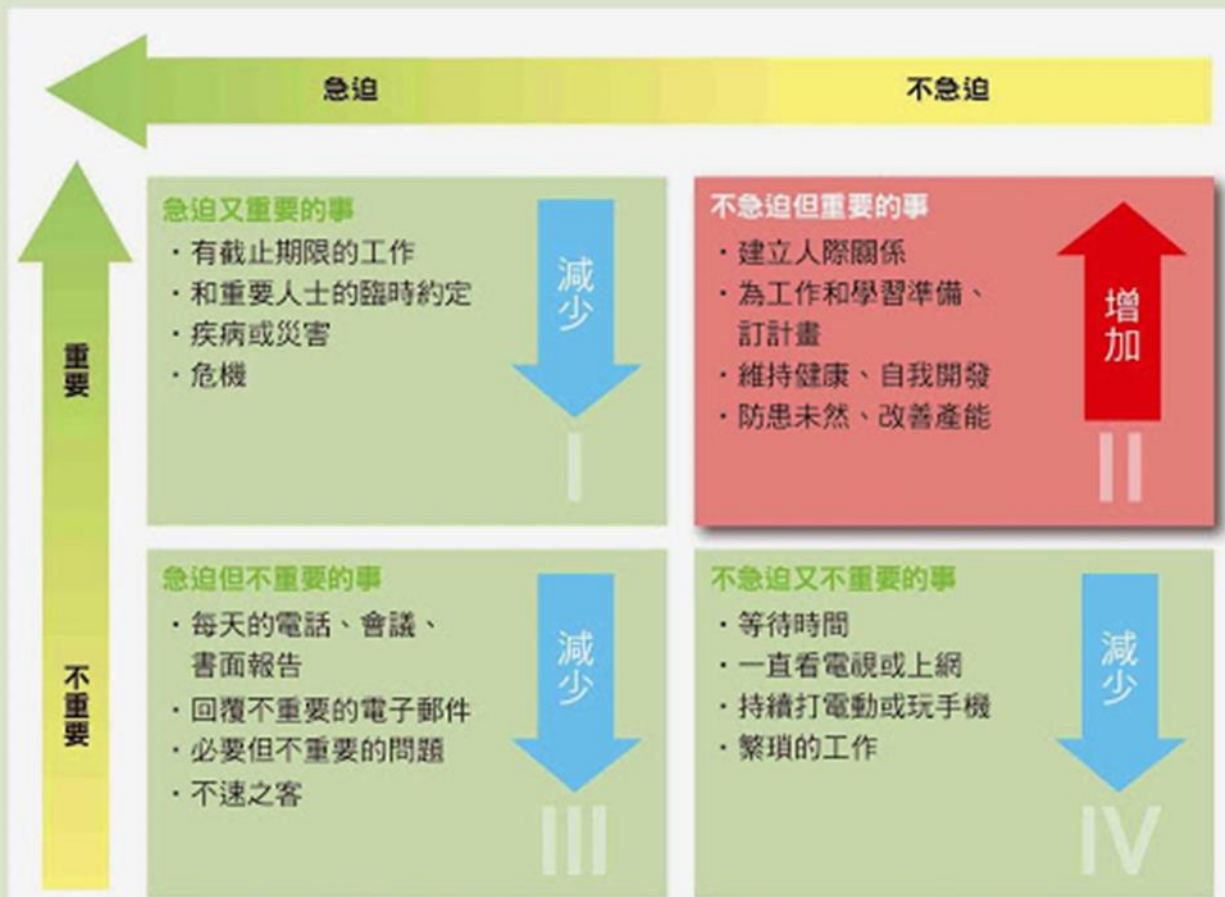 急迫
不急迫
重要
不重要
急迫又重要的事
・有截止期限的工作
・和重要人士的臨時約定
・疾病或災害
・危機
減少
I
不急迫但重要的事
・建立人際關係
・為工作和學習準備、
訂計畫
・維持健康、自我開發
・防患未然、改善產能
增加
II
急迫但不重要的事
・每天的電話、會議、
書面報告
・回覆不重要的電子郵件
・必要但不重要的問題
・不速之客
減少
III
不急迫又不重要的事
・等待時間
・一直看電視或上網
・持續打電動或玩手機
・繁瑣的工作
減少
IV